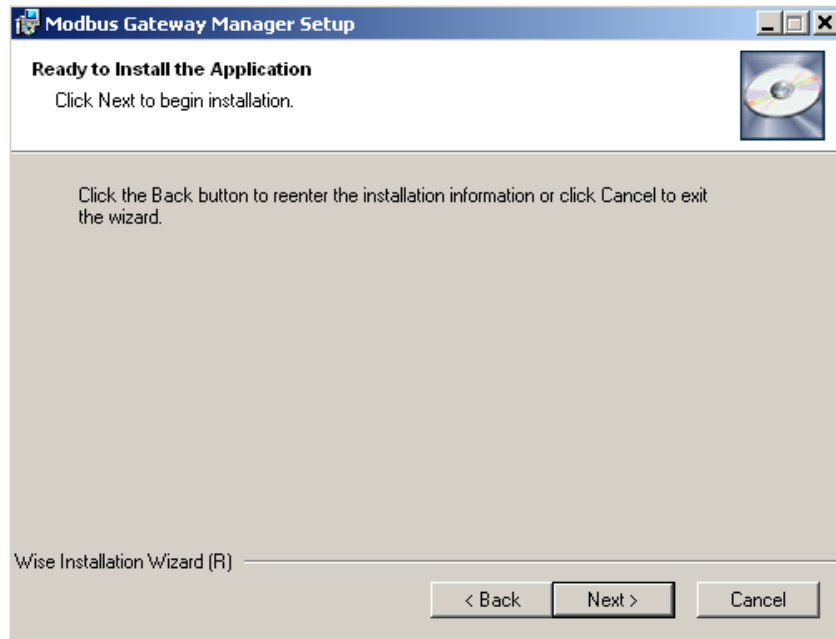 Modbus Gateway Manager Setup
Ready to Install the Application
Click Next to begin installation.
Click the Back button to reenter the installation information or click Cancel to exit
the wizard.
Wise Installation Wizard (R)
< Back Next > Cancel